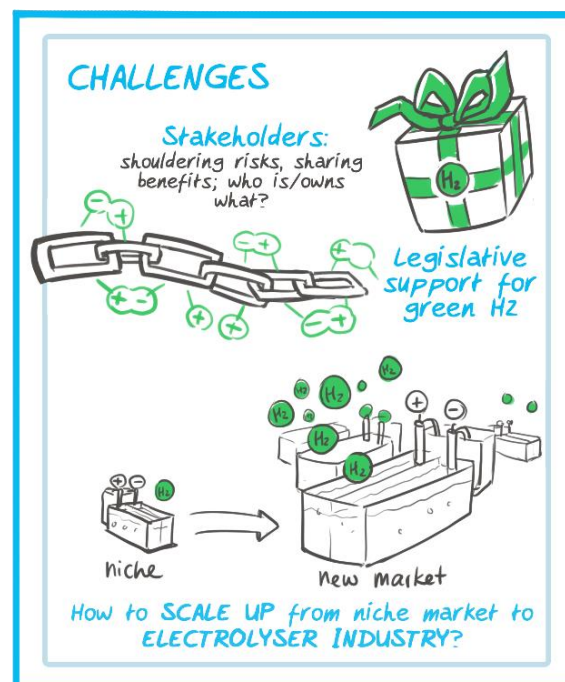 CHALLENGES
Stakeholders:
shouldering risks, sharing
benefits; who is/owns
what?
H2
Legislative
support for
green H2
+ -
H2
niche
H2
H2
H2
H2
H2
H2
H2
+ -
new market
How to SCALE UP from niche market to
ELECTROLYSER INDUSTRY?